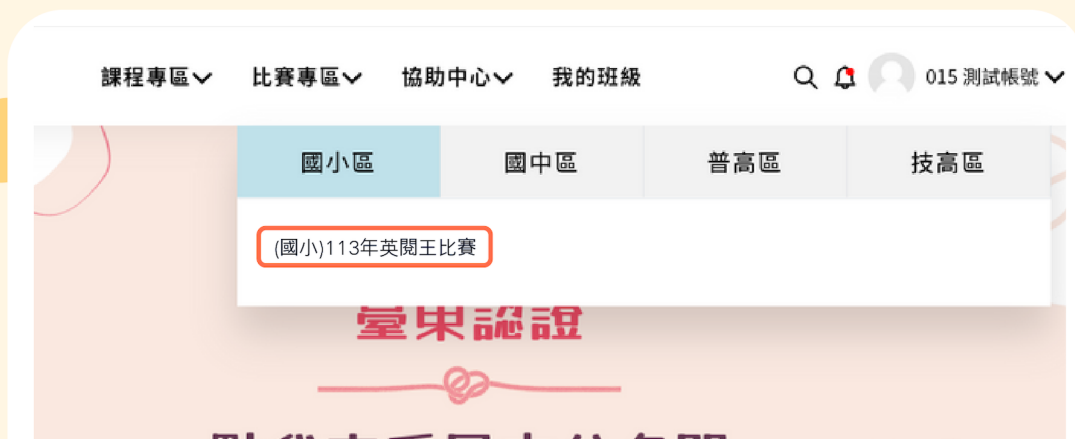 課程專區 比賽專區 協助中心 我的班級 015 測試帳號
國小區 國中區 普高區 技高區
(國小)113年英閱王比賽
臺東認證